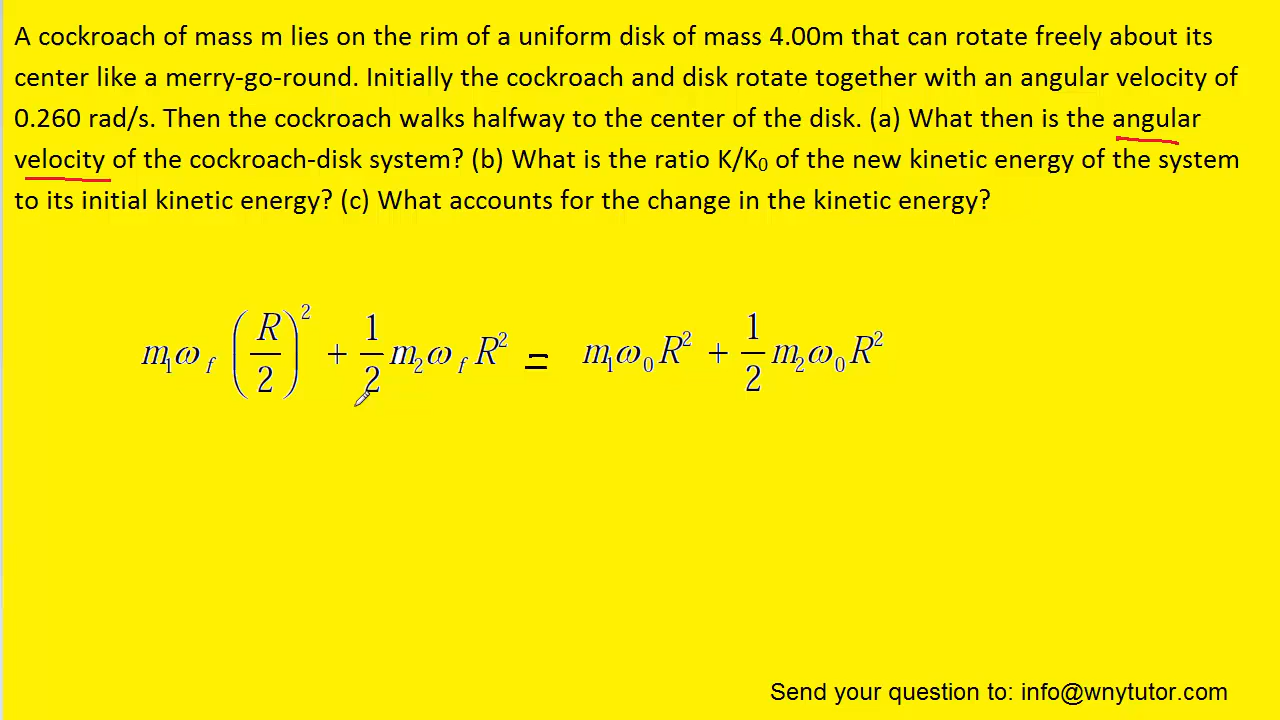 A cockroach of mass m lies on the rim of a uniform disk of mass 4.00m that can rotate freely about its
center like a merry-go-round. Initially the cockroach and disk rotate together with an angular velocity of
0.260 rad/s. Then the cockroach walks halfway to the center of the disk. (a) What then is the angular
velocity of the cockroach-disk system? (b) What is the ratio K/K₀ of the new kinetic energy of the system
to its initial kinetic energy? (c) What accounts for the change in the kinetic energy?
m₁ω_f (R/2)² + 1/2 m₂ω_f R² = m₁ω₀R² + 1/2 m₂ω₀R²
Send your question to: info@wnytutor.com